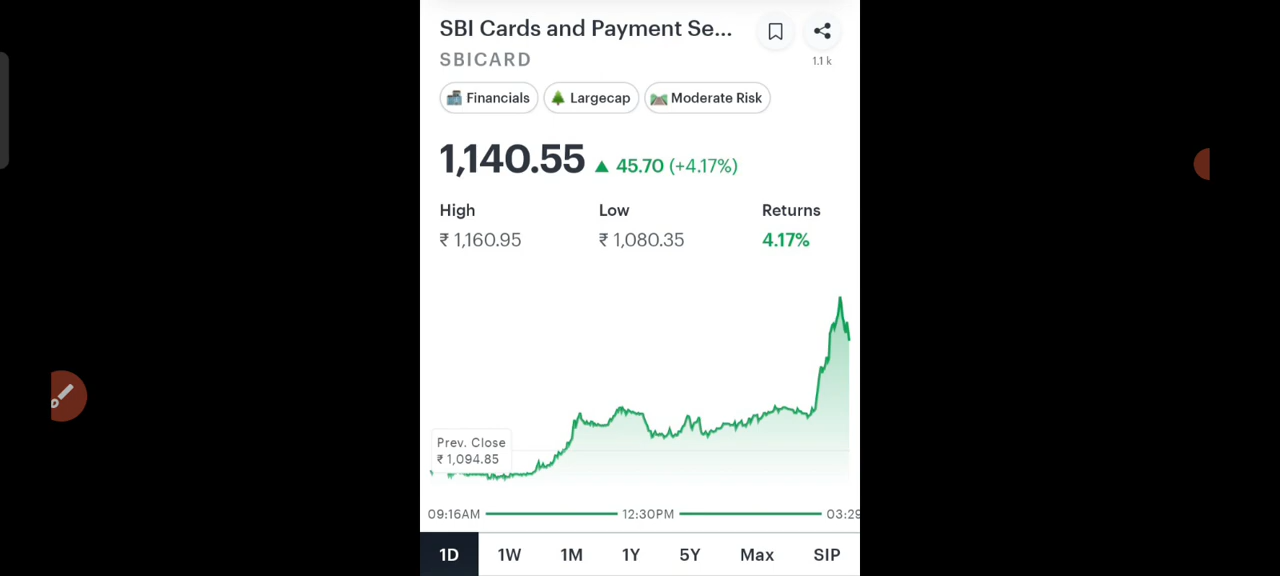 SBI Cards and Payment Se...
SBICARD
1.1 k
Financials Largecap Moderate Risk
1,140.55 ▲ 45.70 (+4.17%)
High Low Returns
₹ 1,160.95 ₹ 1,080.35 4.17%
Prev. Close
₹ 1,094.85
09:16AM 12:30PM 03:29
1D 1W 1M 1Y 5Y Max SIP